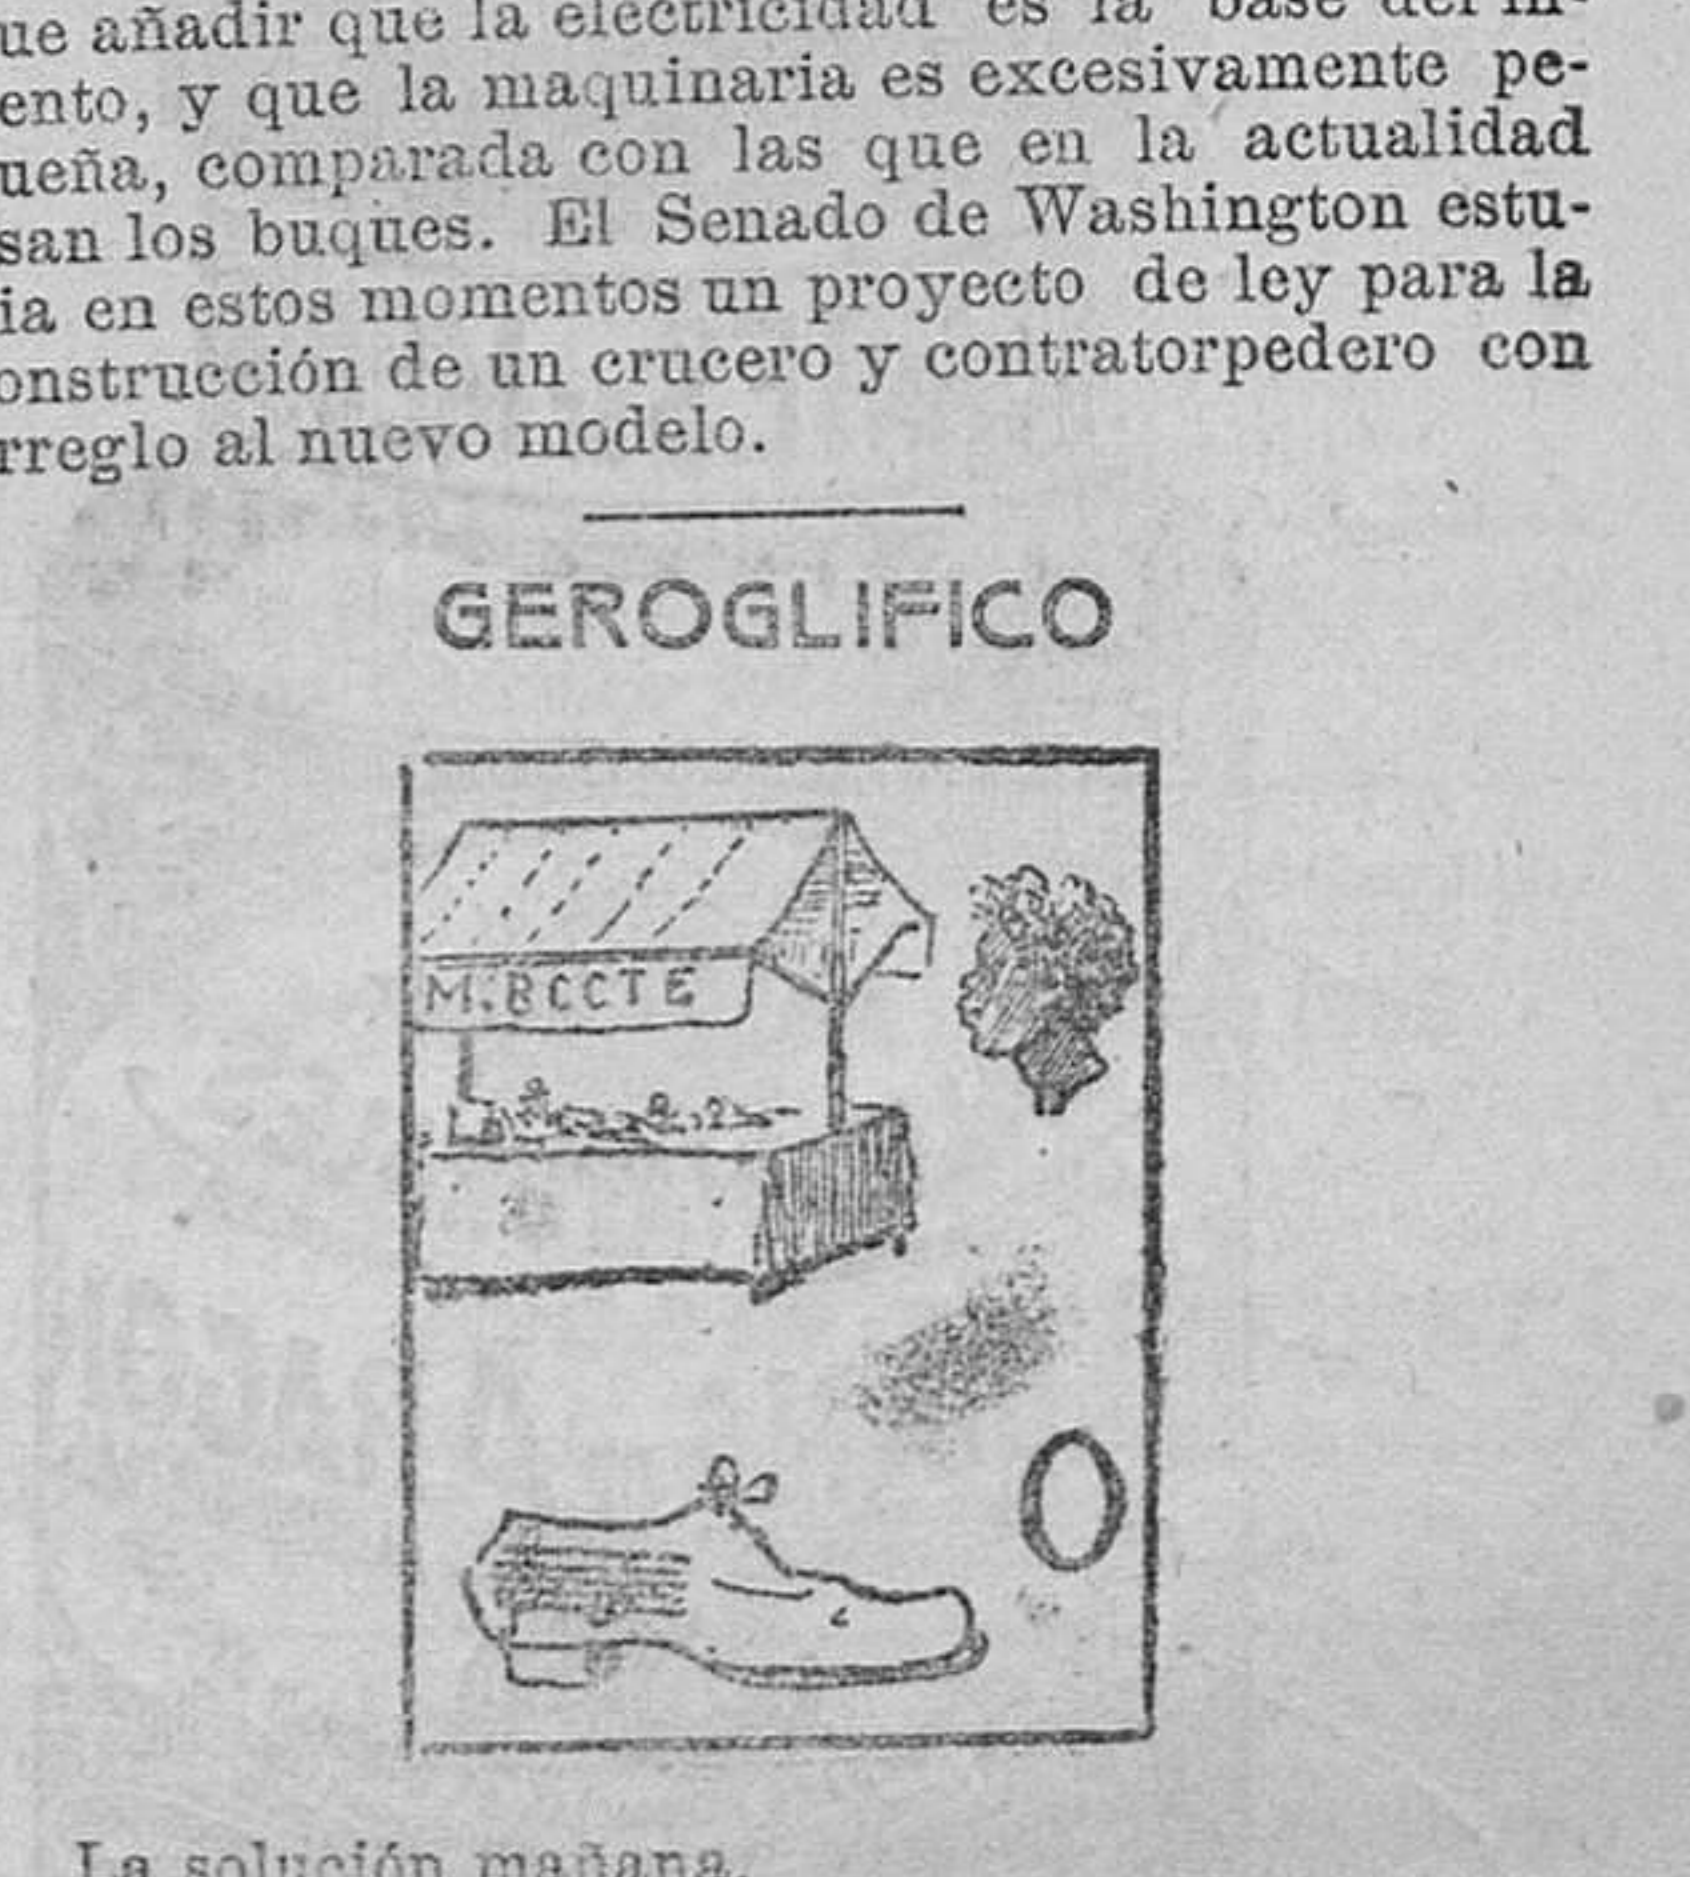 ue añadir que la electricidad es la base del in-
ento, y que la maquinaria es excesivamente pe-
ueña, comparada con las que en la actualidad
san los buques. El Senado de Washington estu-
ia en estos momentos un proyecto de ley para la
onstrucción de un crucero y contratorpedero con
rreglo al nuevo modelo.
GEROGLIFICO
M. BCCTE
O
La solución mañana.